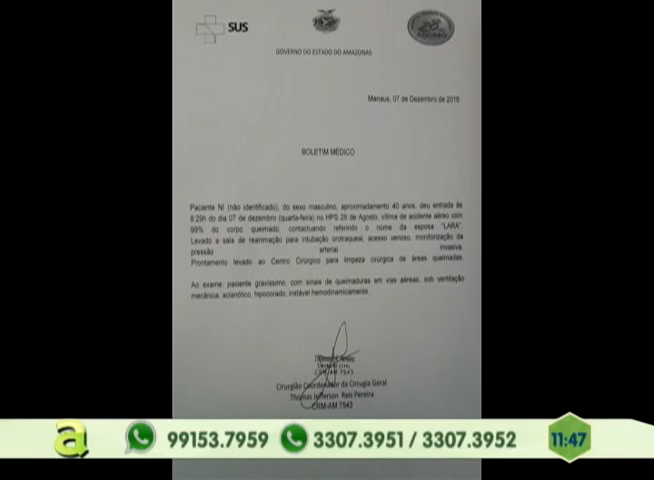 SUS
GOVERNO DO ESTADO DO AMAZONAS
Manaus, 07 de Dezembro de 2016
BOLETIM MÉDICO
Paciente NI (não identificado), do sexo masculino, aproximadamento 40 anos, deu entrada às
8:29h do dia 07 de dezembro (quarta-feira) no HPS 28 de Agosto, vítima de acidente aéreo com
99% do corpo queimado, contactuando referindo o nome da esposa "LARA".
Levado a sala de reanimação para intubação orotraqueal, acesso venoso, monitorização da
pressão arterial invasiva.
Prontamento levado ao Centro Cirúrgico para limpeza cirúrgica de áreas queimadas.
Ao exame: paciente gravíssimo, com sinais de queimaduras em vias aéreas, sob ventilação
mecânica, acianótico, hipocorado, instável hemodinamicamente.
CRM-AM 7543
Cirurgião Coordenador da Cirrugia Geral
Thomas Jefferson Reis Pereira
CRM-AM 7543
a 99153.7959 3307.3951 / 3307.3952 11:47